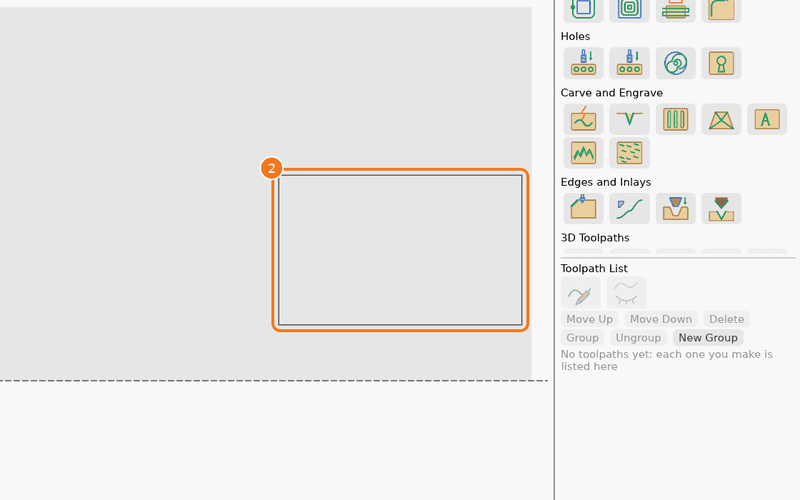 Holes
Carve and Engrave
A
2
Edges and Inlays
3D Toolpaths
Toolpath List
Move Up Move Down Delete
Group Ungroup New Group
No toolpaths yet: each one you make is
listed here